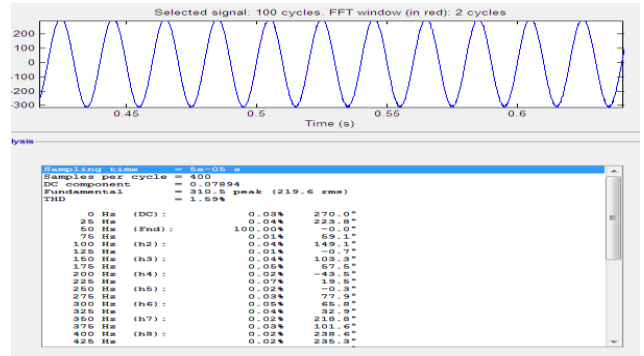 Selected signal: 100 cycles. FFT window (in red): 2 cycles
200
100
0
-100
-200
-300
0.45 0.5 0.55 0.6
Time (s)
lysis
Sampling time = 5e-05 s
Samples per cycle = 400
DC component = 0.07894
Fundamental = 310.5 peak (219.6 rms)
THD = 1.59%
0 Hz (DC): 0.03% 270.0°
25 Hz 0.04% 223.8°
50 Hz (Fnd): 100.00% -0.0°
75 Hz 0.01% 59.1°
100 Hz (h2): 0.04% 149.1°
125 Hz 0.01% -0.7°
150 Hz (h3): 0.04% 103.3°
175 Hz 0.05% 57.5°
200 Hz (h4): 0.02% -43.5°
225 Hz 0.07% 19.5°
250 Hz (h5): 0.02% -0.3°
275 Hz 0.03% 77.9°
300 Hz (h6): 0.05% 65.8°
325 Hz 0.04% 32.9°
350 Hz (h7): 0.02% 218.8°
375 Hz 0.03% 101.6°
400 Hz (h8): 0.02% 238.6°
425 Hz 0.02% 235.3°